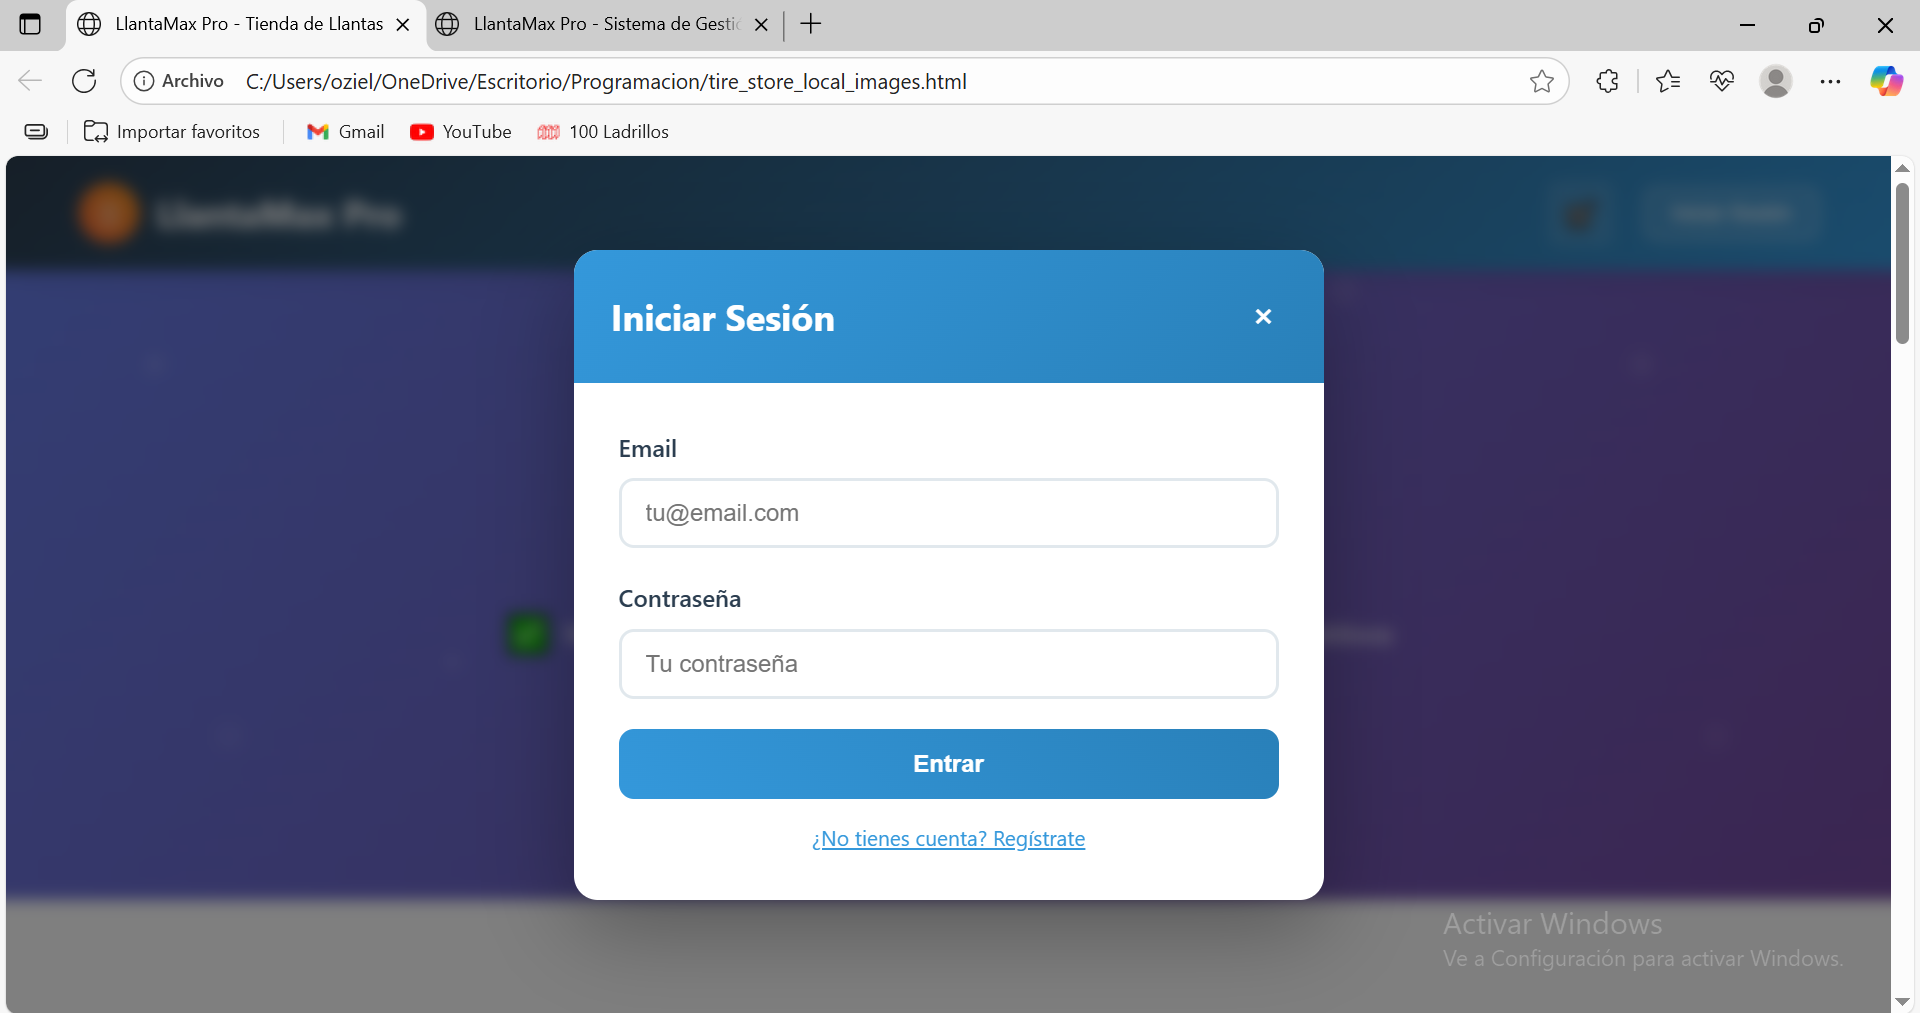 LlantaMax Pro - Tienda de Llantas
LlantaMax Pro - Sistema de Gesti
Archivo C:/Users/oziel/OneDrive/Escritorio/Programacion/tire_store_local_images.html
Importar favoritos Gmail YouTube 100 Ladrillos
LlantaMax Pro
Iniciar Sesión
×
Email
tu@email.com
Contraseña
Tu contraseña
Entrar
¿No tienes cuenta? Regístrate
Activar Windows
Ve a Configuración para activar Windows.